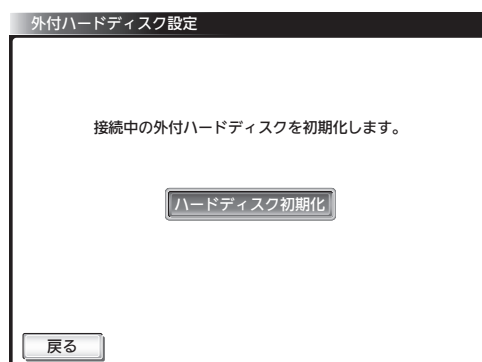 外付ハードディスク設定
接続中の外付ハードディスクを初期化します。
ハードディスク初期化
戻る